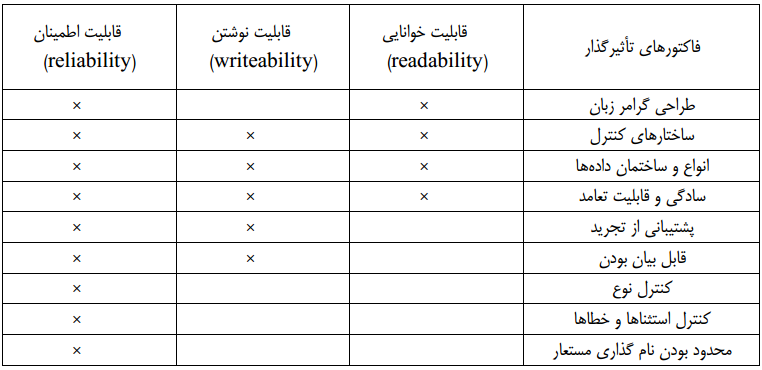 فاکتورهای تأثیرگذار قابلیت خوانایی (readability) قابلیت نوشتن (writeability) قابلیت اطمینان (reliability)
طراحی گرامر زبان × ×
ساختارهای کنترل × × ×
انواع و ساختمان داده‌ها × × ×
سادگی و قابلیت تعامد × × ×
پشتیبانی از تجرید × ×
قابل بیان بودن × ×
کنترل نوع ×
کنترل استثناها و خطاها ×
محدود بودن نام گذاری مستعار ×